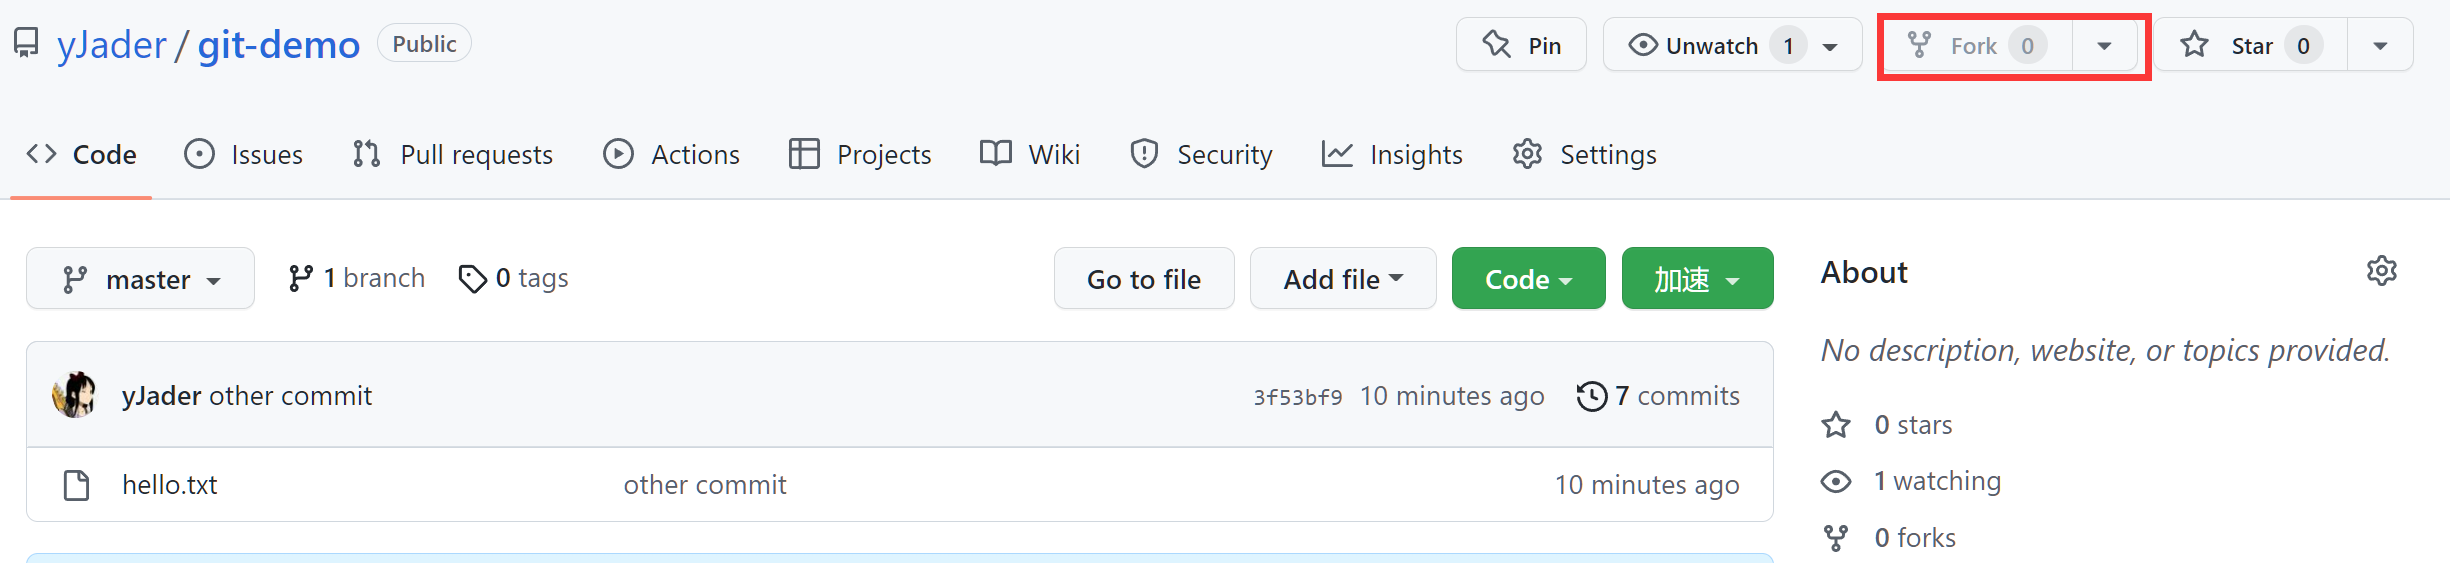 yJader / git-demo Public Pin Unwatch 1 Fork 0 Star 0
Code Issues Pull requests Actions Projects Wiki Security Insights Settings
master 1 branch 0 tags Go to file Add file Code 加速
yJader other commit 3f53bf9 10 minutes ago 7 commits
hello.txt other commit 10 minutes ago
About
No description, website, or topics provided.
0 stars
1 watching
0 forks